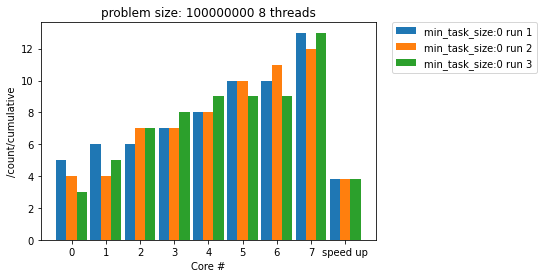 problem size: 100000000 8 threads
min_task_size:0 run 1
min_task_size:0 run 2
min_task_size:0 run 3
/count/cumulative
12
10
8
6
4
2
0
0 1 2 3 4 5 6 7 speed up
Core #